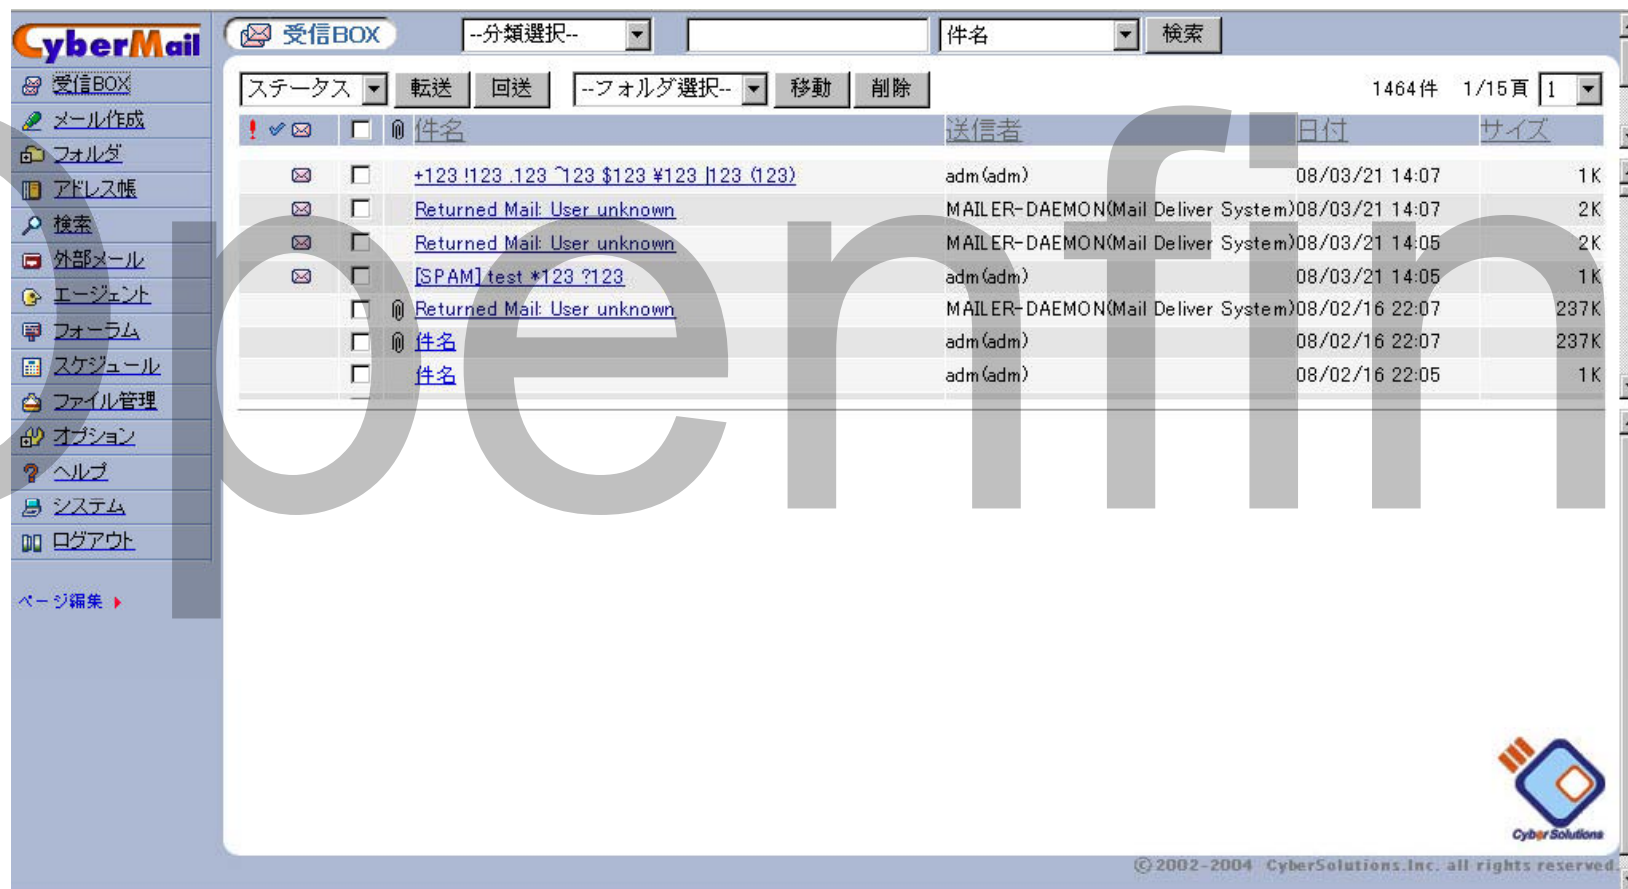 CyberMail
受信BOX
--分類選択--
件名
検索
受信BOX
メール作成
フォルダ
アドレス帳
検索
外部メール
エージェント
フォーラム
スケジュール
ファイル管理
オプション
ヘルプ
システム
ログアウト
ページ編集
ステータス 転送 回送 --フォルダ選択-- 移動 削除 1464件 1/15頁 1
件名 送信者 日付 サイズ
+123 !123 .123 ~123 $123 ¥123 |123 (123) adm(adm) 08/03/21 14:07 1K
Returned Mail: User unknown MAILER-DAEMON(Mail Deliver System) 08/03/21 14:07 2K
Returned Mail: User unknown MAILER-DAEMON(Mail Deliver System) 08/03/21 14:05 2K
[SPAM] test *123 ?123 adm(adm) 08/03/21 14:05 1K
Returned Mail: User unknown MAILER-DAEMON(Mail Deliver System) 08/02/16 22:07 237K
件名 adm(adm) 08/02/16 22:07 237K
件名 adm(adm) 08/02/16 22:05 1K
Openfin
CyberSolutions
©2002-2004 CyberSolutions.Inc. all rights reserved.